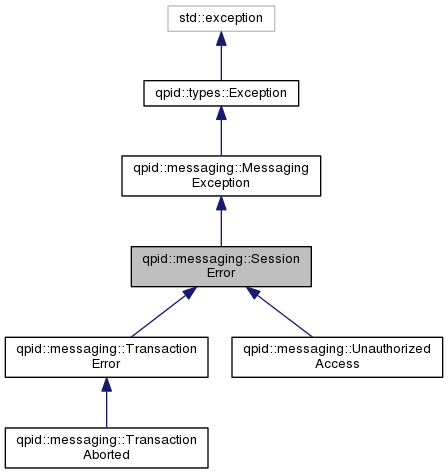 std::exception
qpid::types::Exception
qpid::messaging::Messaging
Exception
qpid::messaging::Session
Error
qpid::messaging::Transaction
Error
qpid::messaging::Unauthorized
Access
qpid::messaging::Transaction
Aborted